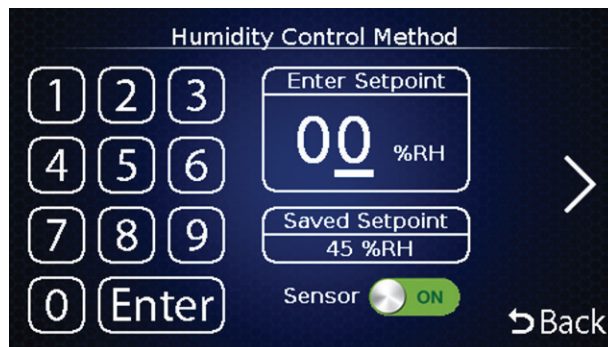 Humidity Control Method
1 2 3
4 5 6
7 8 9
0 Enter
Enter Setpoint
00 %RH
Saved Setpoint
45 %RH
Sensor ON
Back